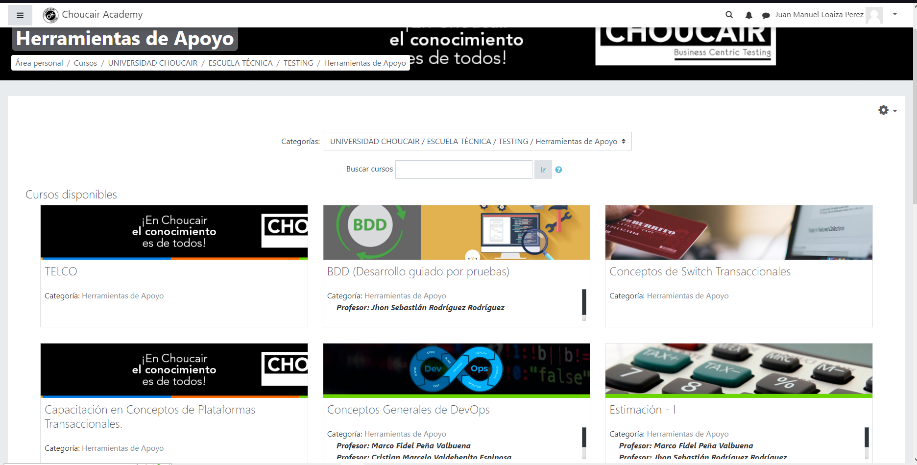 Choucair Academy
Juan Manuel Loaiza Perez
Herramientas de Apoyo
el conocimiento
es de todos!
CHOUCAIR
Business Centric Testing
Área personal / Cursos / UNIVERSIDAD CHOUCAIR / ESCUELA TÉCNICA / TESTING / Herramientas de Apoyo
Categorías: UNIVERSIDAD CHOUCAIR / ESCUELA TÉCNICA / TESTING / Herramientas de Apoyo
Buscar cursos Ir
Cursos disponibles
¡En Choucair
el conocimiento
es de todos!
CHO
TELCO
Categoría: Herramientas de Apoyo
BDD
BDD (Desarrollo guiado por pruebas)
Categoría: Herramientas de Apoyo
Profesor: Jhon Sebastián Rodríguez Rodríguez
Conceptos de Switch Transaccionales
Categoría: Herramientas de Apoyo
¡En Choucair
el conocimiento
es de todos!
CHO
Capacitación en Conceptos de Plataformas
Transaccionales.
Categoría: Herramientas de Apoyo
Dev Ops
"false"
Conceptos Generales de DevOps
Categoría: Herramientas de Apoyo
Profesor: Marco Fidel Peña Valbuena
Profesor: Cristian Marcelo Valdebenito Espinosa
TAX- TAX+ MRC
7 8 %
Estimación - I
Categoría: Herramientas de Apoyo
Profesor: Marco Fidel Peña Valbuena
Profesor: Jhon Sebastián Rodríguez Rodríguez